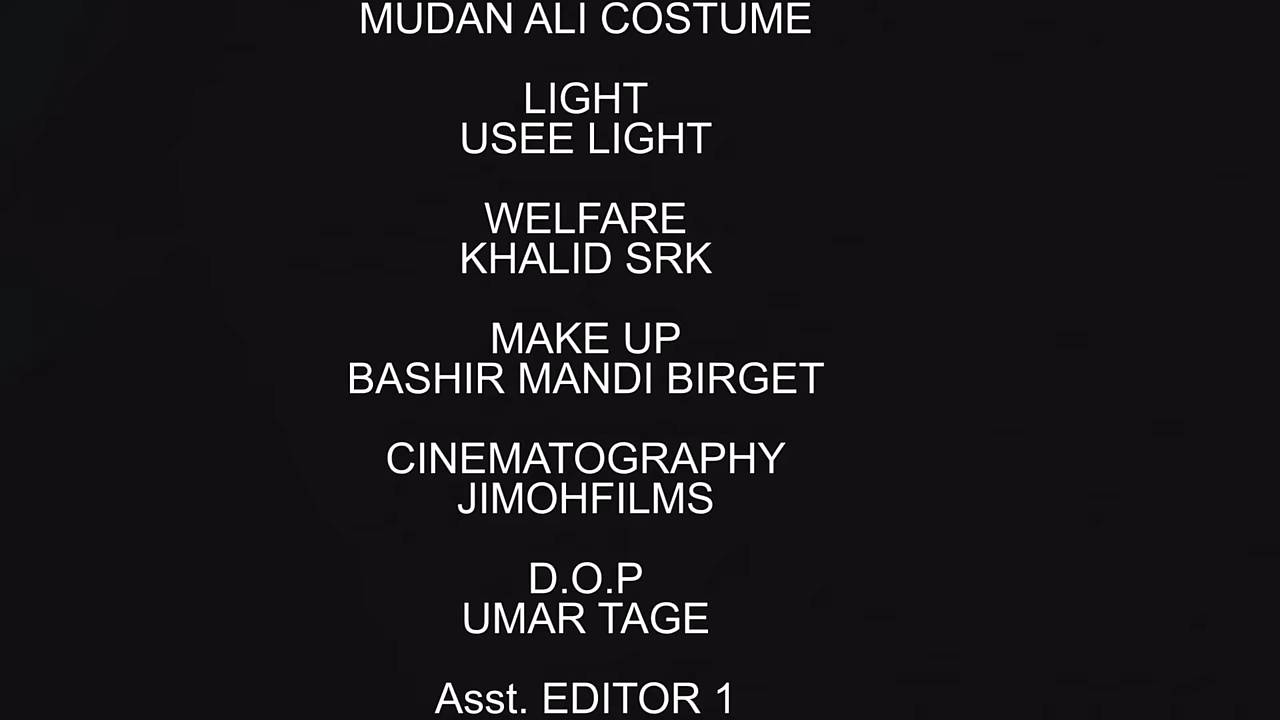 MUDAN ALI COSTUME
LIGHT
USEE LIGHT
WELFARE
KHALID SRK
MAKE UP
BASHIR MANDI BIRGET
CINEMATOGRAPHY
JIMOHFILMS
D.O.P
UMAR TAGE
Asst. EDITOR 1